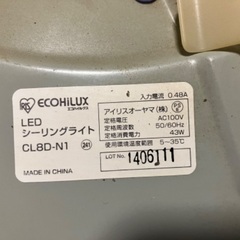 ECOHiLUX
エコハイルクス
LED
シーリングライト
CL8D-N1 241
MADE IN CHINA
入力電流 0.48A
アイリスオーヤマ(株)
定格電圧 AC100V
定格周波数 50/60Hz
定格消費電力 43W
使用環境温度範囲 5~35℃
LOT No. 1406111